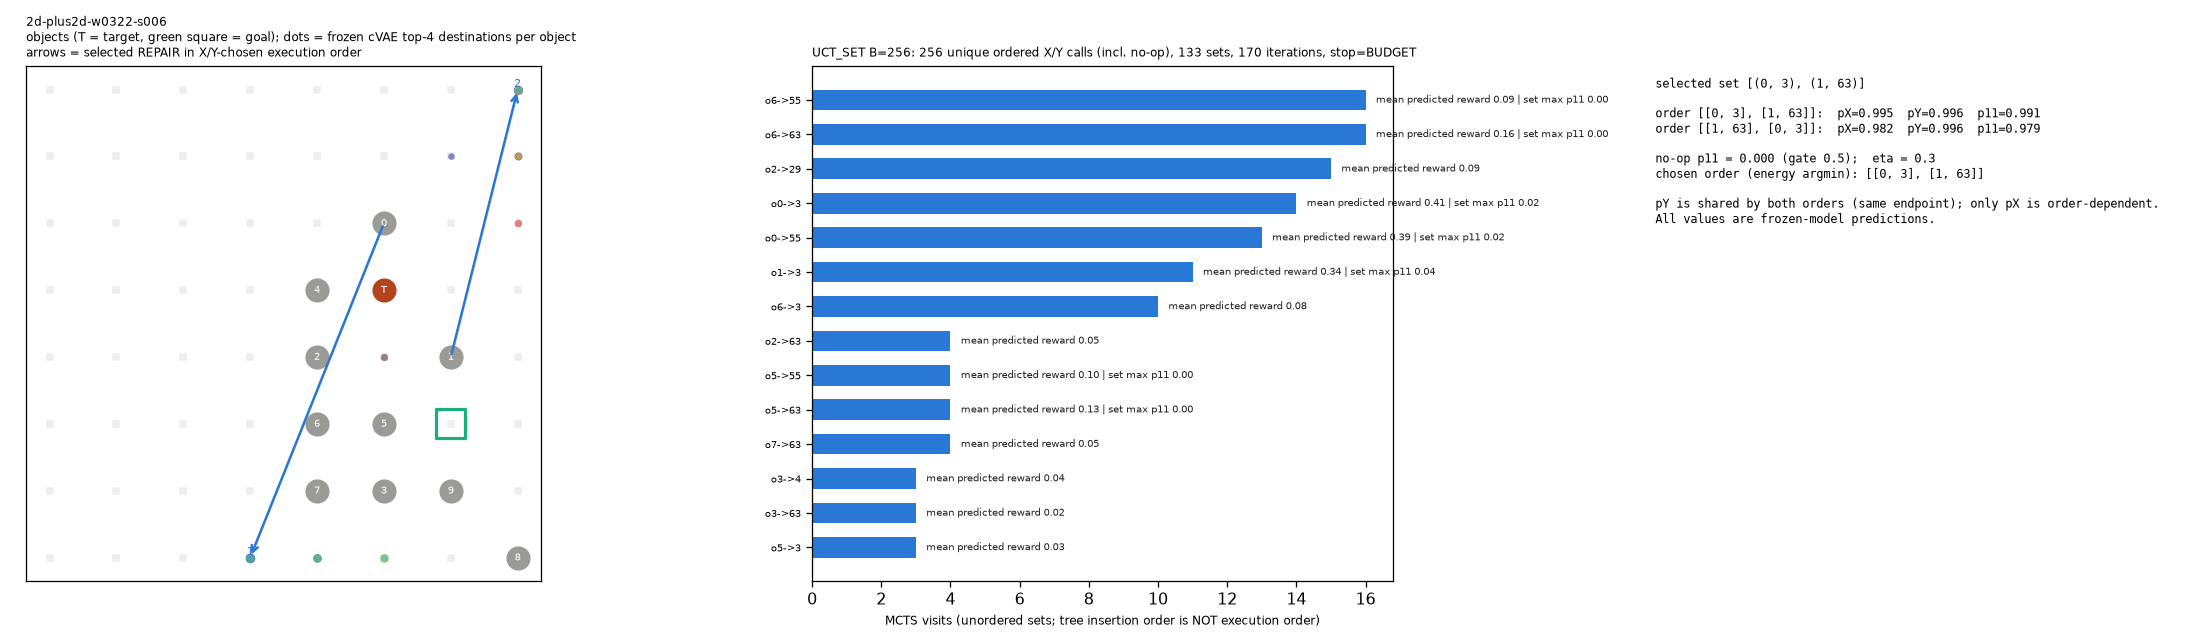 2d-plus2d-w0322-s006
objects (T = target, green square = goal); dots = frozen cVAE top-4 destinations per object
arrows = selected REPAIR in X/Y-chosen execution order
2
0
4
T
2
1
6
5
7
3
9
8
UCT_SET B=256: 256 unique ordered X/Y calls (incl. no-op), 133 sets, 170 iterations, stop=BUDGET
o6->55 mean predicted reward 0.09 | set max p11 0.00
o6->63 mean predicted reward 0.16 | set max p11 0.00
o2->29 mean predicted reward 0.09
o0->3 mean predicted reward 0.41 | set max p11 0.02
o0->55 mean predicted reward 0.39 | set max p11 0.02
o1->3 mean predicted reward 0.34 | set max p11 0.04
o6->3 mean predicted reward 0.08
o2->63 mean predicted reward 0.05
o5->55 mean predicted reward 0.10 | set max p11 0.00
o5->63 mean predicted reward 0.13 | set max p11 0.00
o7->63 mean predicted reward 0.05
o3->4 mean predicted reward 0.04
o3->63 mean predicted reward 0.02
o5->3 mean predicted reward 0.03
0 2 4 6 8 10 12 14 16
MCTS visits (unordered sets; tree insertion order is NOT execution order)
selected set [(0, 3), (1, 63)]
order [[0, 3], [1, 63]]: pX=0.995 pY=0.996 p11=0.991
order [[1, 63], [0, 3]]: pX=0.982 pY=0.996 p11=0.979
no-op p11 = 0.000 (gate 0.5); eta = 0.3
chosen order (energy argmin): [[0, 3], [1, 63]]
pY is shared by both orders (same endpoint); only pX is order-dependent.
All values are frozen-model predictions.